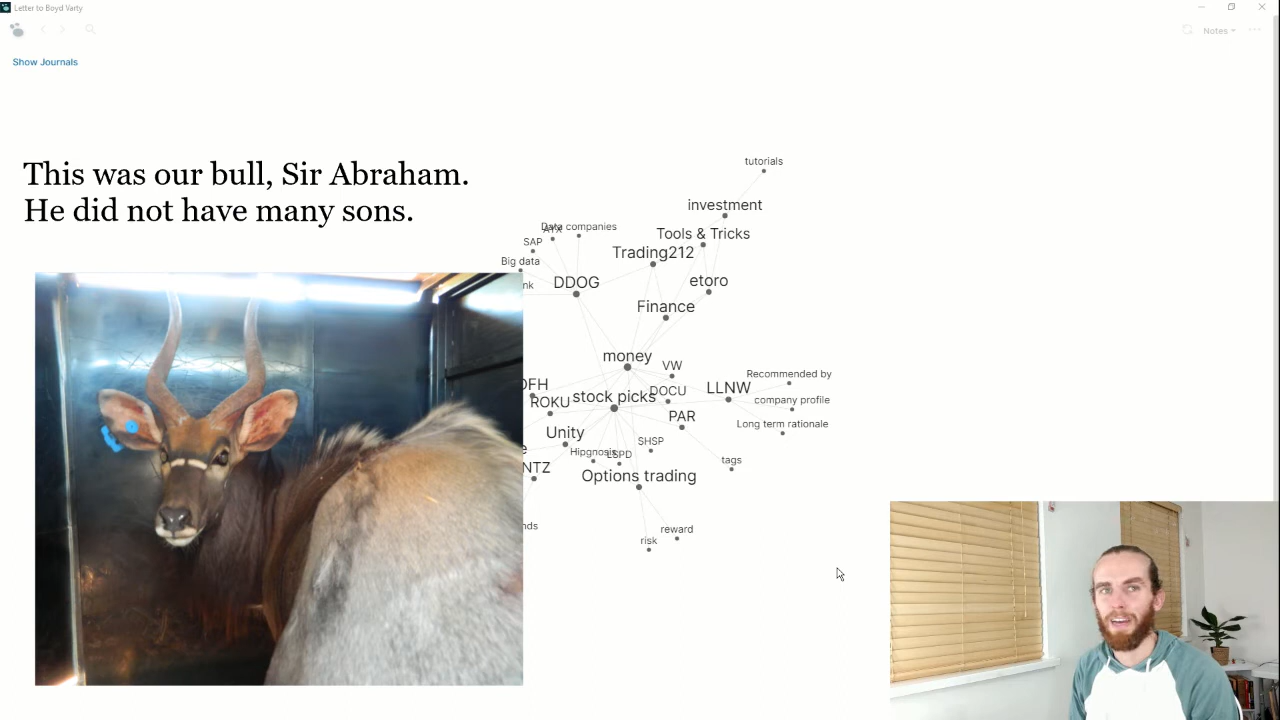 Letter to Boyd Varty
Notes
Show Journals
This was our bull, Sir Abraham.
He did not have many sons.
tutorials
investment
Tools & Tricks
Data companies
SAP
Trading212
Big data
nk
DDOG
etoro
Finance
money
VW
Recommended by
DFH
DOCU
LLNW
ROKU
stock picks
company profile
PAR
Long term rationale
Unity
SHSP
e
Hipgnosis
LSPD
tags
NTZ
Options trading
nds
reward
risk